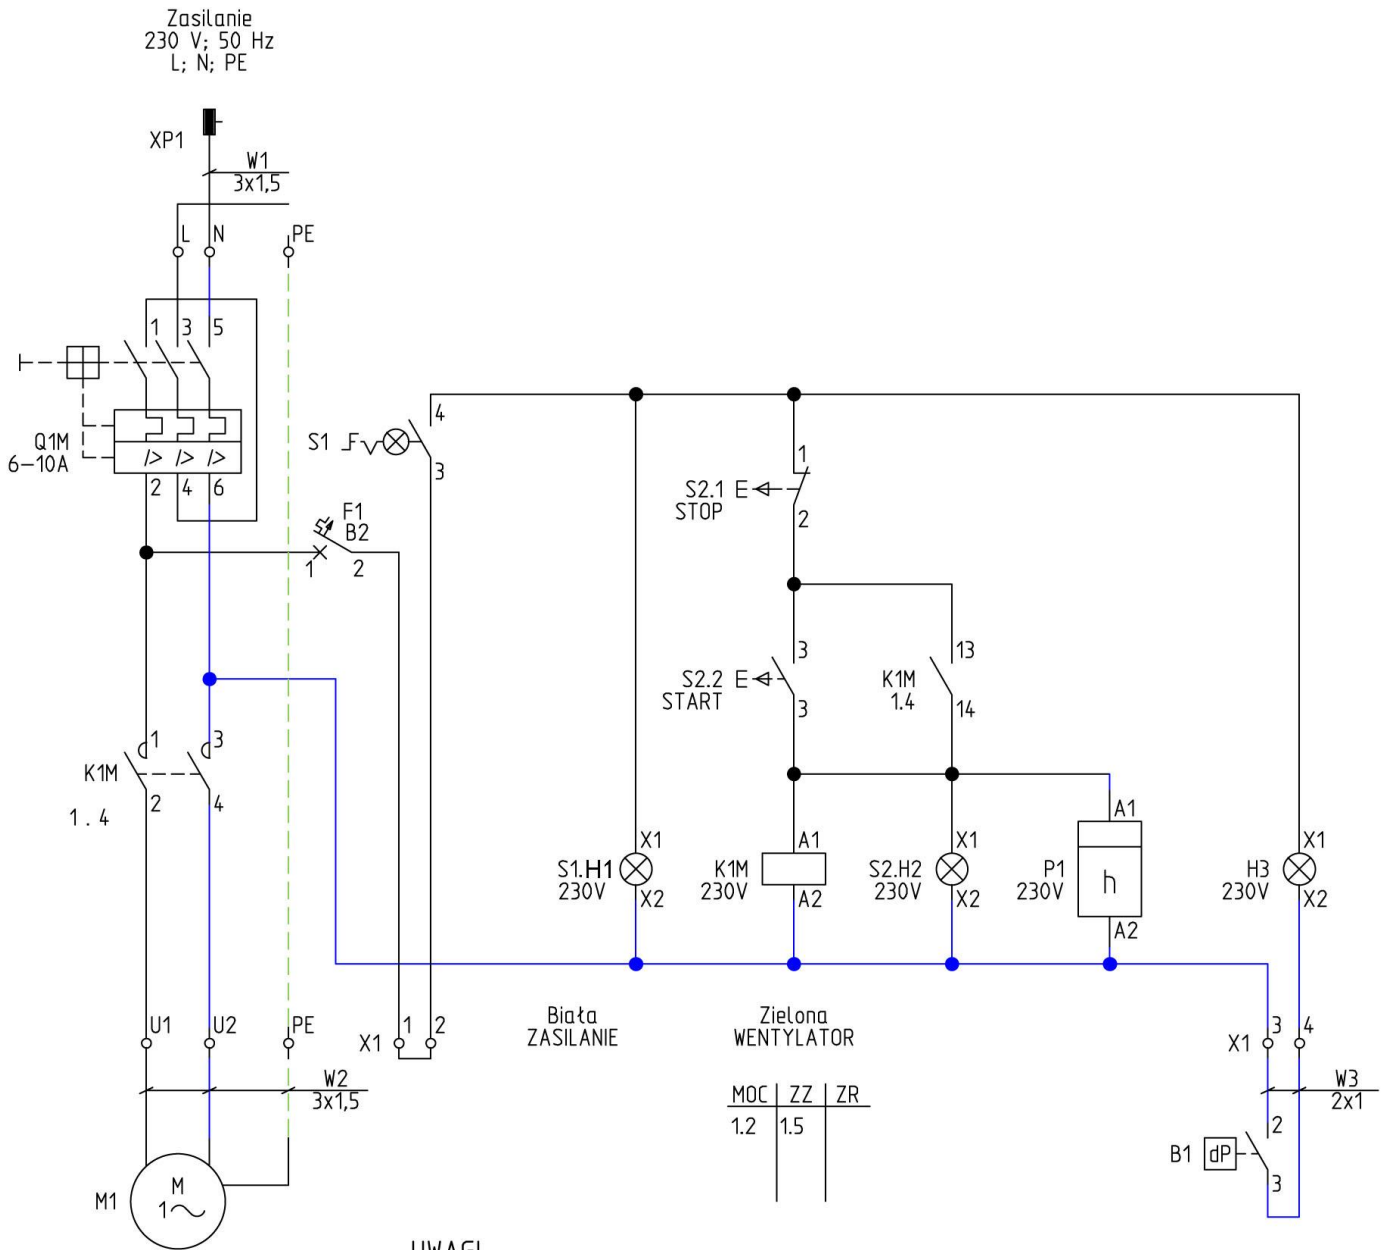 Zasilanie
230 V; 50 Hz
L; N; PE
XP1
W1
3x1,5
L
N
PE
1
3
5
Q1M
6-10A
I>
I>
I>
2
4
6
F1
B2
1
2
S1
4
3
S2.1
STOP
E
1
2
S2.2
START
E
3
3
K1M
1.4
13
14
K1M
1.4
1
3
2
4
S1.H1
230V
X1
X2
K1M
230V
A1
A2
S2.H2
230V
X1
X2
P1
230V
A1
h
A2
H3
230V
X1
X2
U1
U2
PE
X1
1
2
Biała
ZASILANIE
Zielona
WENTYLATOR
X1
3
4
W2
3x1,5
W3
2x1
MOC ZZ ZR
1.2 1.5
B1
dP
2
3
M1
M
1~
UWAGI